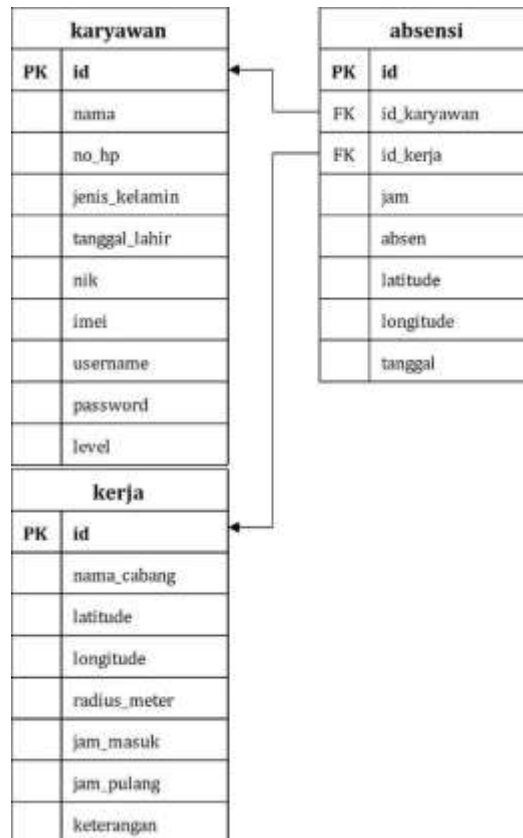 karyawan
PK id
nama
no_hp
jenis_kelamin
tanggal_lahir
nik
imei
username
password
level
kerja
PK id
nama_cabang
latitude
longitude
radius_meter
jam_masuk
jam_pulang
keterangan
absensi
PK id
FK id_karyawan
FK id_kerja
jam
absen
latitude
longitude
tanggal